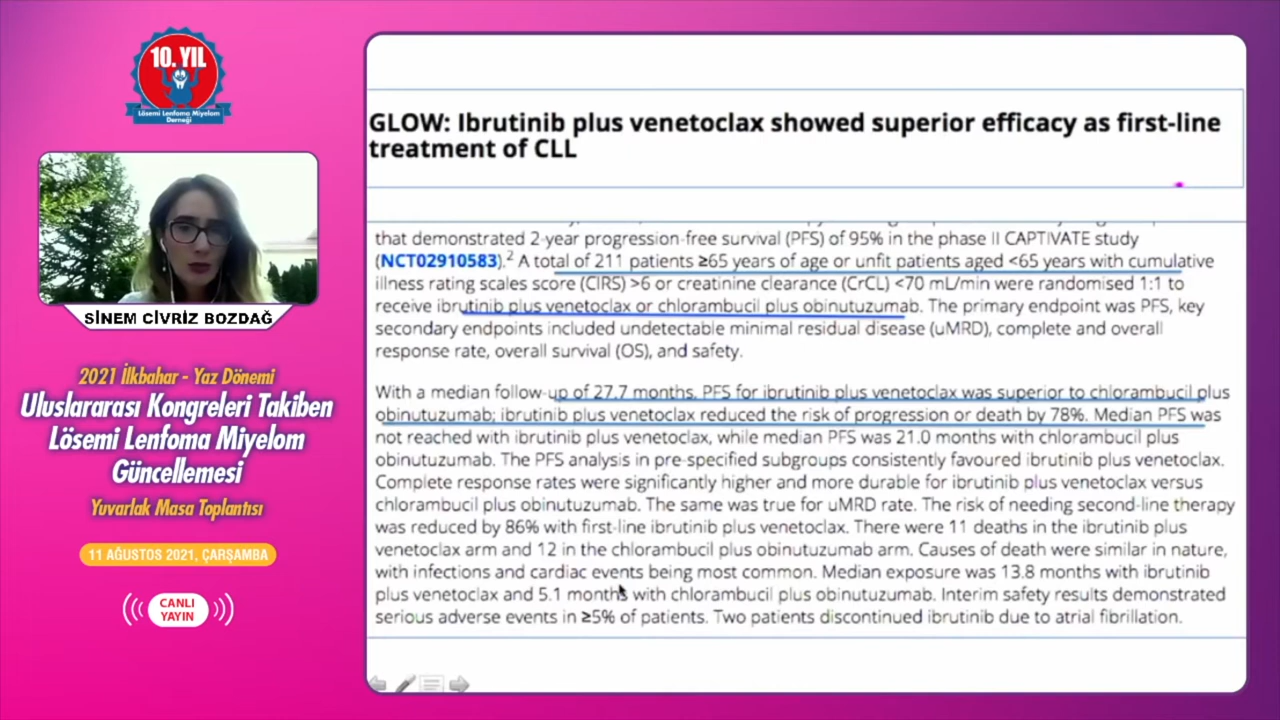 10. YIL
Lösemi Lenfoma Miyelom
Derneği
SİNEM CİVRİZ BOZDAĞ
2021 İlkbahar - Yaz Dönemi
Uluslararası Kongreleri Takiben
Lösemi Lenfoma Miyelom
Güncellemesi
Yuvarlak Masa Toplantısı
11 AĞUSTOS 2021, ÇARŞAMBA
CANLI
YAYIN
GLOW: Ibrutinib plus venetoclax showed superior efficacy as first-line
treatment of CLL
that demonstrated 2-year progression-free survival (PFS) of 95% in the phase II CAPTIVATE study
(NCT02910583).² A total of 211 patients ≥65 years of age or unfit patients aged <65 years with cumulative
illness rating scales score (CIRS) >6 or creatinine clearance (CrCL) <70 mL/min were randomised 1:1 to
receive ibrutinib plus venetoclax or chlorambucil plus obinutuzumab. The primary endpoint was PFS, key
secondary endpoints included undetectable minimal residual disease (uMRD), complete and overall
response rate, overall survival (OS), and safety.
With a median follow-up of 27.7 months, PFS for ibrutinib plus venetoclax was superior to chlorambucil plus
obinutuzumab; ibrutinib plus venetoclax reduced the risk of progression or death by 78%. Median PFS was
not reached with ibrutinib plus venetoclax, while median PFS was 21.0 months with chlorambucil plus
obinutuzumab. The PFS analysis in pre-specified subgroups consistently favoured ibrutinib plus venetoclax.
Complete response rates were significantly higher and more durable for ibrutinib plus venetoclax versus
chlorambucil plus obinutuzumab. The same was true for uMRD rate. The risk of needing second-line therapy
was reduced by 86% with first-line ibrutinib plus venetoclax. There were 11 deaths in the ibrutinib plus
venetoclax arm and 12 in the chlorambucil plus obinutuzumab arm. Causes of death were similar in nature,
with infections and cardiac events being most common. Median exposure was 13.8 months with ibrutinib
plus venetoclax and 5.1 months with chlorambucil plus obinutuzumab. Interim safety results demonstrated
serious adverse events in ≥5% of patients. Two patients discontinued ibrutinib due to atrial fibrillation.